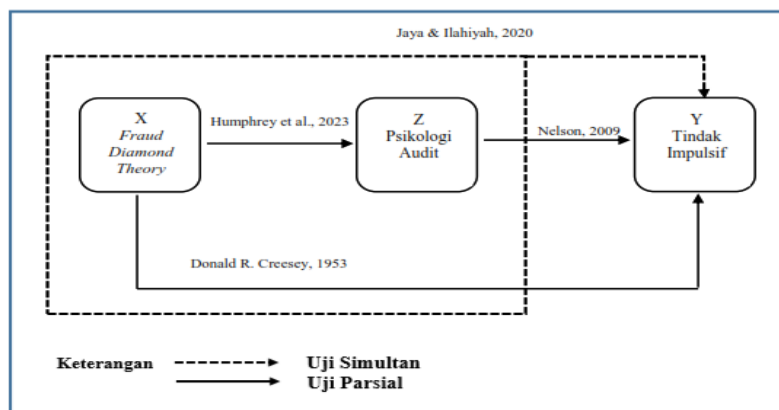 Jaya & Ilahiyah, 2020
X
Fraud
Diamond
Theory
Humphrey et al., 2023
Z
Psikologi
Audit
Nelson, 2009
Y
Tindak
Impulsif
Donald R. Creesey, 1953
Keterangan
Uji Simultan
Uji Parsial